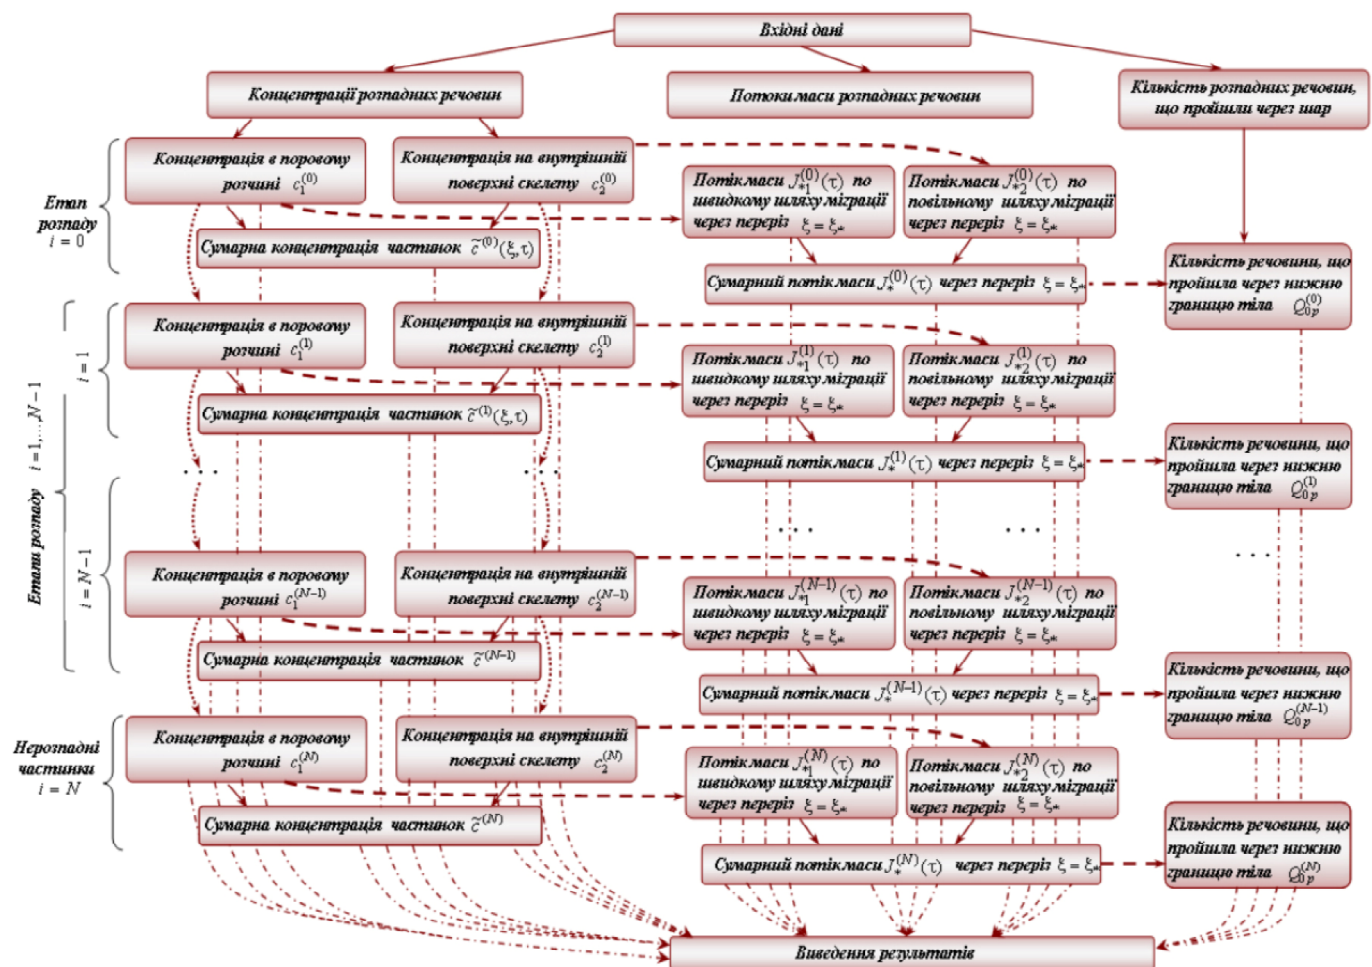 Вхідні дані
Концентрації розпадних речовин
Потоки маси розпадних речовин
Кількість розпадних речовин,
що пройшли через шар
Етап
розпаду
i = 0
Концентрація в поровому
розчині c₁⁽⁰⁾
Концентрація на внутрішній
поверхні скелету c₂⁽⁰⁾
Сумарна концентрація частинок c̃⁽⁰⁾(ξ,τ)
Потік маси J⁽⁰⁾*₁(τ) по
швидкому шляху міграції
через переріз ξ = ξ*
Потік маси J⁽⁰⁾*₂(τ) по
повільному шляху міграції
через переріз ξ = ξ*
Сумарний потік маси J*⁽⁰⁾(τ) через переріз ξ = ξ*
Кількість речовини, що
пройшла через нижню
границю тіла Q₀ₚ⁽⁰⁾
Етапи розпаду i = 1,...,N−1
i = 1
Концентрація в поровому
розчині c₁⁽¹⁾
Концентрація на внутрішній
поверхні скелету c₂⁽¹⁾
Сумарна концентрація частинок c̃⁽¹⁾(ξ,τ)
Потік маси J⁽¹⁾*₁(τ) по
швидкому шляху міграції
через переріз ξ = ξ*
Потік маси J⁽¹⁾*₂(τ) по
повільному шляху міграції
через переріз ξ = ξ*
Сумарний потік маси J*⁽¹⁾(τ) через переріз ξ = ξ*
Кількість речовини, що
пройшла через нижню
границю тіла Q₀ₚ⁽¹⁾
. . .
. . .
. . .
. . .
. . .
i = N−1
Концентрація в поровому
розчині c₁⁽ᴺ⁻¹⁾
Концентрація на внутрішній
поверхні скелету c₂⁽ᴺ⁻¹⁾
Сумарна концентрація частинок c̃⁽ᴺ⁻¹⁾
Потік маси J⁽ᴺ⁻¹⁾*₁(τ) по
швидкому шляху міграції
через переріз ξ = ξ*
Потік маси J⁽ᴺ⁻¹⁾*₂(τ) по
повільному шляху міграції
через переріз ξ = ξ*
Сумарний потік маси J*⁽ᴺ⁻¹⁾(τ) через переріз ξ = ξ*
Кількість речовини, що
пройшла через нижню
границю тіла Q₀ₚ⁽ᴺ⁻¹⁾
Нерозпадні
частинки
i = N
Концентрація в поровому
розчині c₁⁽ᴺ⁾
Концентрація на внутрішній
поверхні скелету c₂⁽ᴺ⁾
Сумарна концентрація частинок c̃⁽ᴺ⁾
Потік маси J⁽ᴺ⁾*₁(τ) по
швидкому шляху міграції
через переріз ξ = ξ*
Потік маси J⁽ᴺ⁾*₂(τ) по
повільному шляху міграції
через переріз ξ = ξ*
Сумарний потік маси J*⁽ᴺ⁾(τ) через переріз ξ = ξ*
Кількість речовини, що
пройшла через нижню
границю тіла Q₀ₚ⁽ᴺ⁾
Виведення результатів